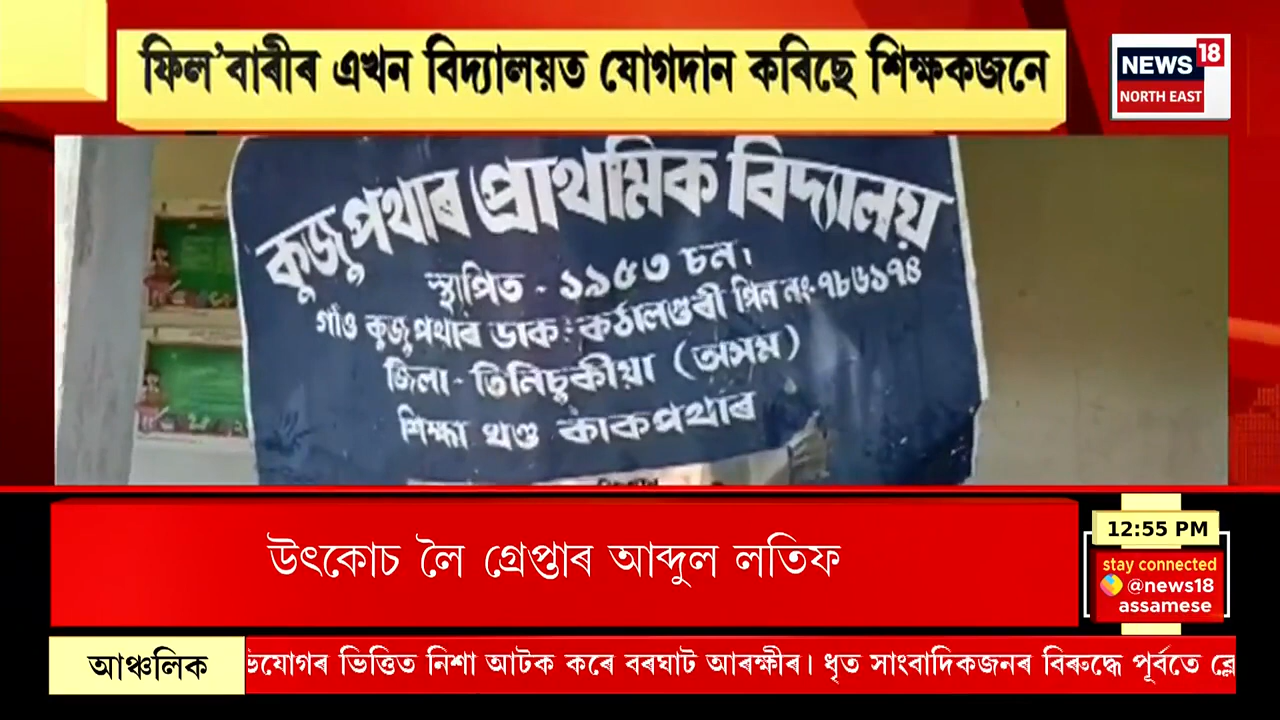 ফিল'বাৰীৰ এখন বিদ্যালয়ত যোগদান কৰিছে শিক্ষকজনে
NEWS 18
NORTH EAST
কুজু পথাৰ প্ৰাথমিক বিদ্যালয়
স্থাপিত - ১৯৫৩ চন।
গাঁও কুজু পথাৰ ডাক : কঠালগুৰী পিন নং-৭৮৬১৭৪
জিলা - তিনিচুকীয়া (অসম)
শিক্ষা খণ্ড কাকপথাৰ
উৎকোচ লৈ গ্ৰেপ্তাৰ আব্দুল লতিফ
12:55 PM
stay connected
@news18
assamese
আঞ্চলিক
ভিত্তিত নিশা আটক কৰে বৰঘাট আৰক্ষীৰ। ধৃত সাংবাদিকজনৰ বিৰুদ্ধে পূৰ্বতে